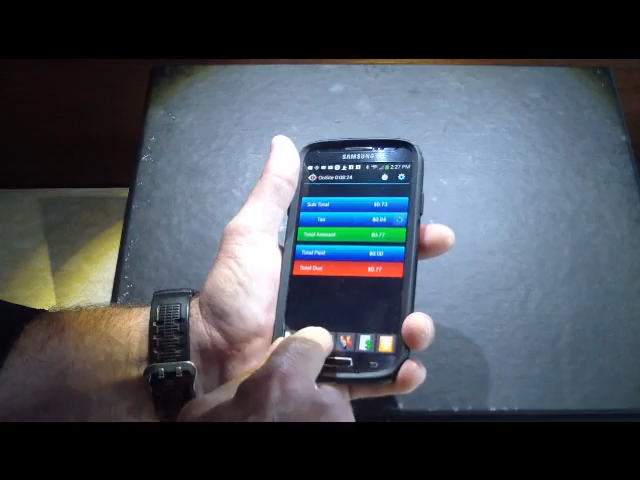 SAMSUNG
2:27 PM
OnSite 0:08:24
Sub Total $0.73
Tax $0.04
Total Amount $0.77
Total Paid $0.00
Total Due $0.77